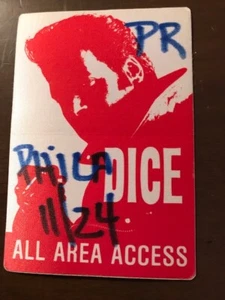 PR
PHILA
DICE
11/24
ALL AREA ACCESS